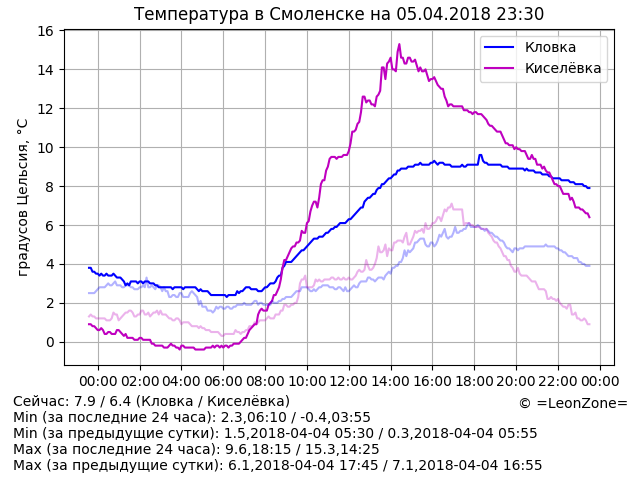 Температура в Смоленске на 05.04.2018 23:30
градусов Цельсия, °C
16
14
12
10
8
6
4
2
0
Кловка
Киселёвка
00:00 02:00 04:00 06:00 08:00 10:00 12:00 14:00 16:00 18:00 20:00 22:00 00:00
Сейчас: 7.9 / 6.4 (Кловка / Киселёвка)
© =LeonZone=
Min (за последние 24 часа): 2.3,06:10 / -0.4,03:55
Min (за предыдущие сутки): 1.5,2018-04-04 05:30 / 0.3,2018-04-04 05:55
Max (за последние 24 часа): 9.6,18:15 / 15.3,14:25
Max (за предыдущие сутки): 6.1,2018-04-04 17:45 / 7.1,2018-04-04 16:55